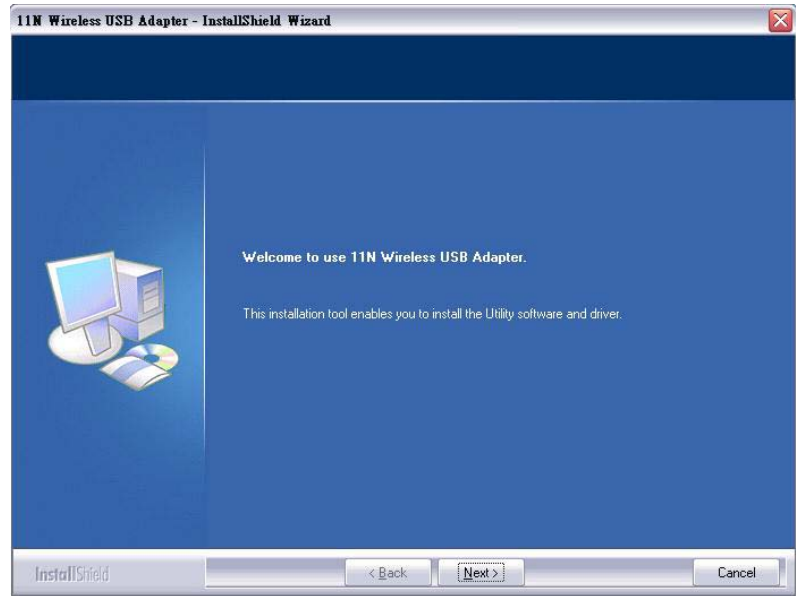 11N Wireless USB Adapter - InstallShield Wizard
Welcome to use 11N Wireless USB Adapter.
This installation tool enables you to install the Utility software and driver.
InstallShield
< Back
Next >
Cancel